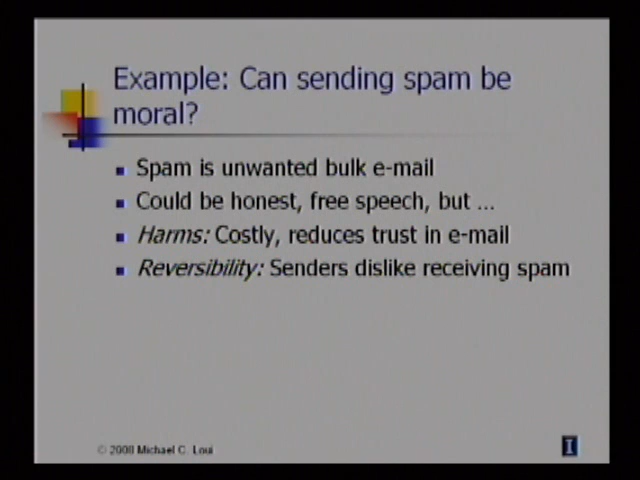 Example: Can sending spam be
moral?
Spam is unwanted bulk e-mail
Could be honest, free speech, but ...
Harms: Costly, reduces trust in e-mail
Reversibility: Senders dislike receiving spam
© 2008 Michael C. Loui
I